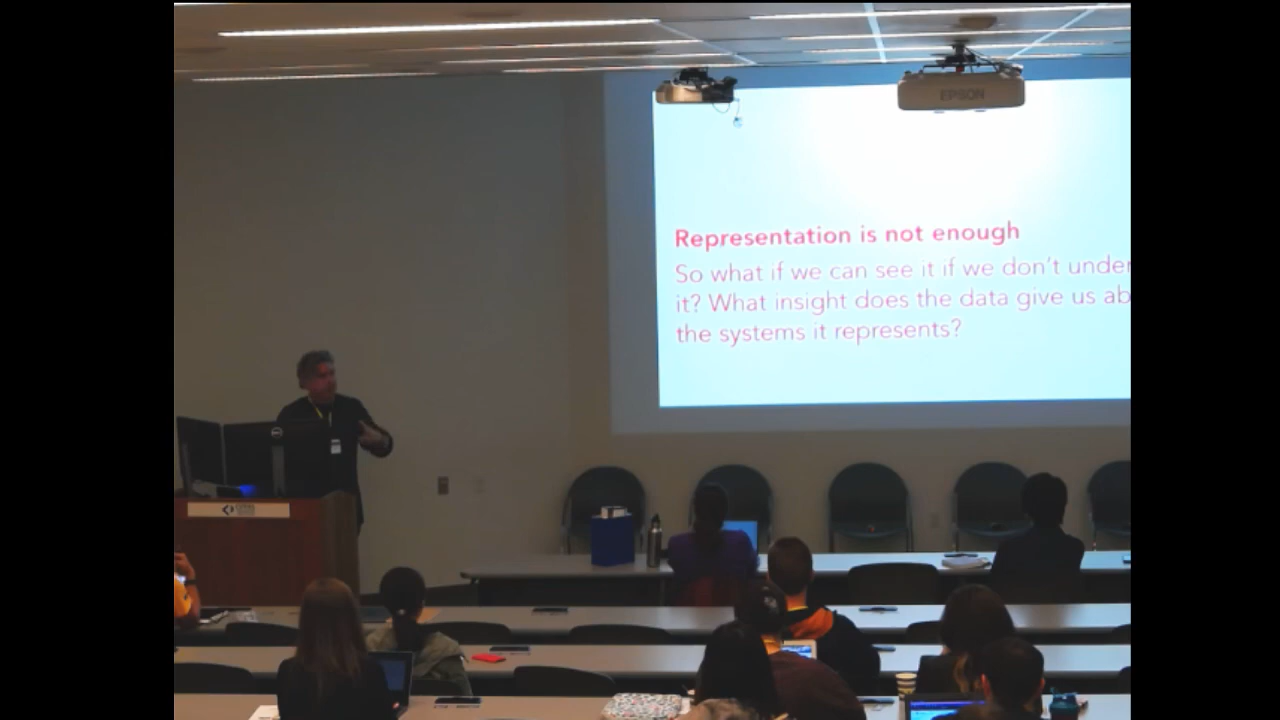 EPSON
Representation is not enough
So what if we can see it if we don't under
it? What insight does the data give us ab
the systems it represents?